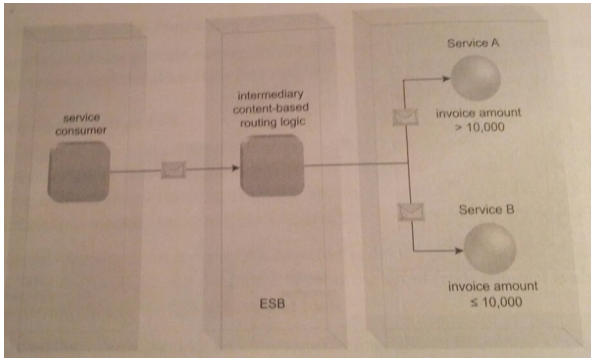 service
consumer
intermediary
content-based
routing logic
ESB
Service A
invoice amount
> 10,000
Service B
invoice amount
≤ 10,000